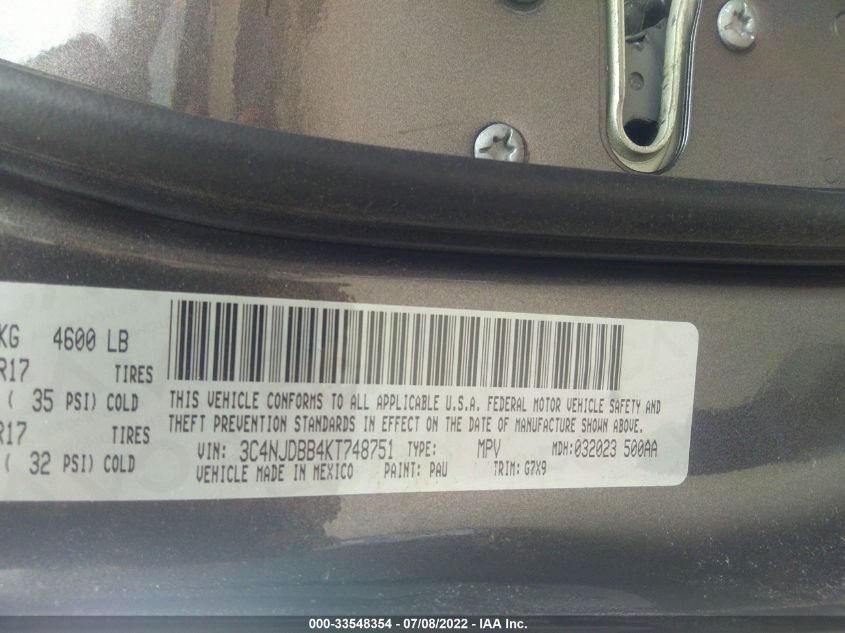 KG 4600 LB
R17 TIRES
( 35 PSI) COLD
R17 TIRES
( 32 PSI) COLD
THIS VEHICLE CONFORMS TO ALL APPLICABLE U.S.A. FEDERAL MOTOR VEHICLE SAFETY AND
THEFT PREVENTION STANDARDS IN EFFECT ON THE DATE OF MANUFACTURE SHOWN ABOVE.
VIN: 3C4NJDBB4KT748751 TYPE: MPV MDH:032023 500AA
VEHICLE MADE IN MEXICO PAINT: PAU TRIM: G7X9
000-33548354 - 07/08/2022 - IAA Inc.